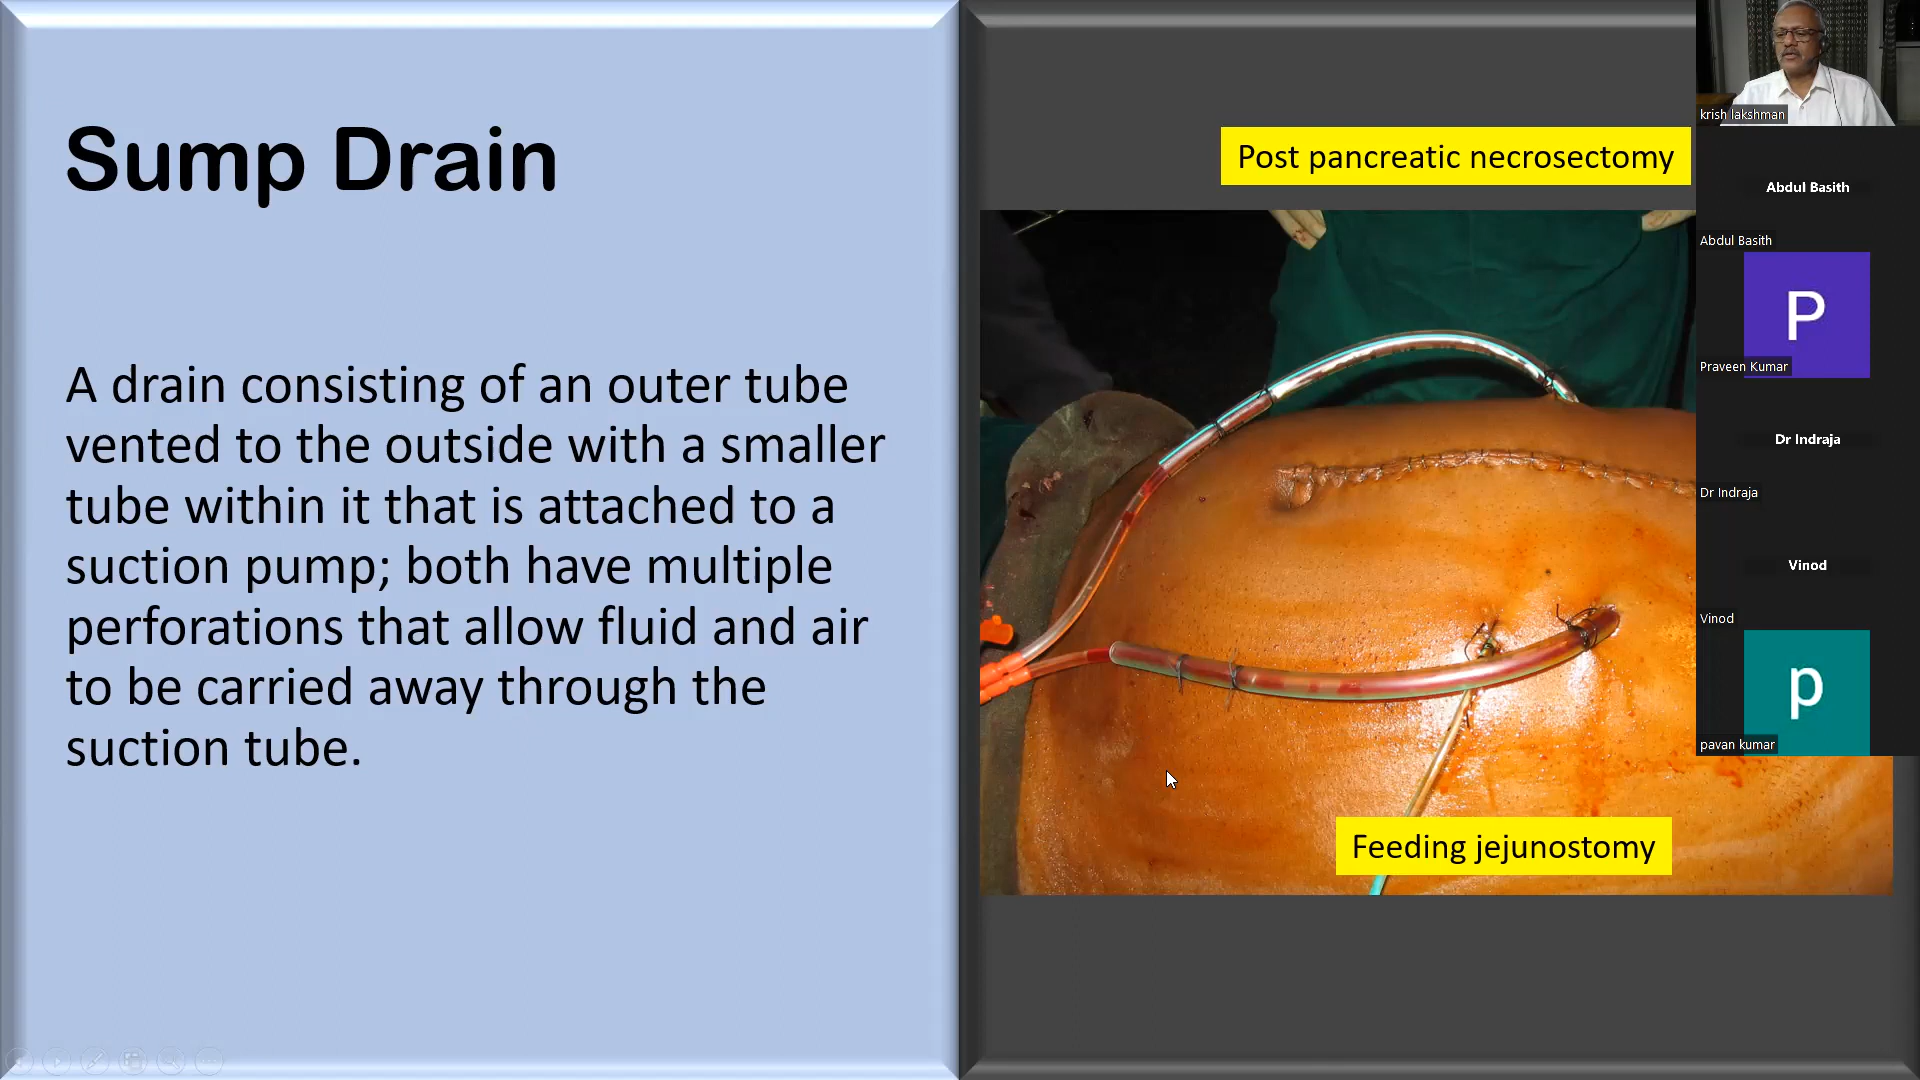 Sump Drain
A drain consisting of an outer tube
vented to the outside with a smaller
tube within it that is attached to a
suction pump; both have multiple
perforations that allow fluid and air
to be carried away through the
suction tube.
Post pancreatic necrosectomy
Feeding jejunostomy
krish lakshman
Abdul Basith
Abdul Basith
P
Praveen Kumar
Dr Indraja
Dr Indraja
Vinod
Vinod
p
pavan kumar